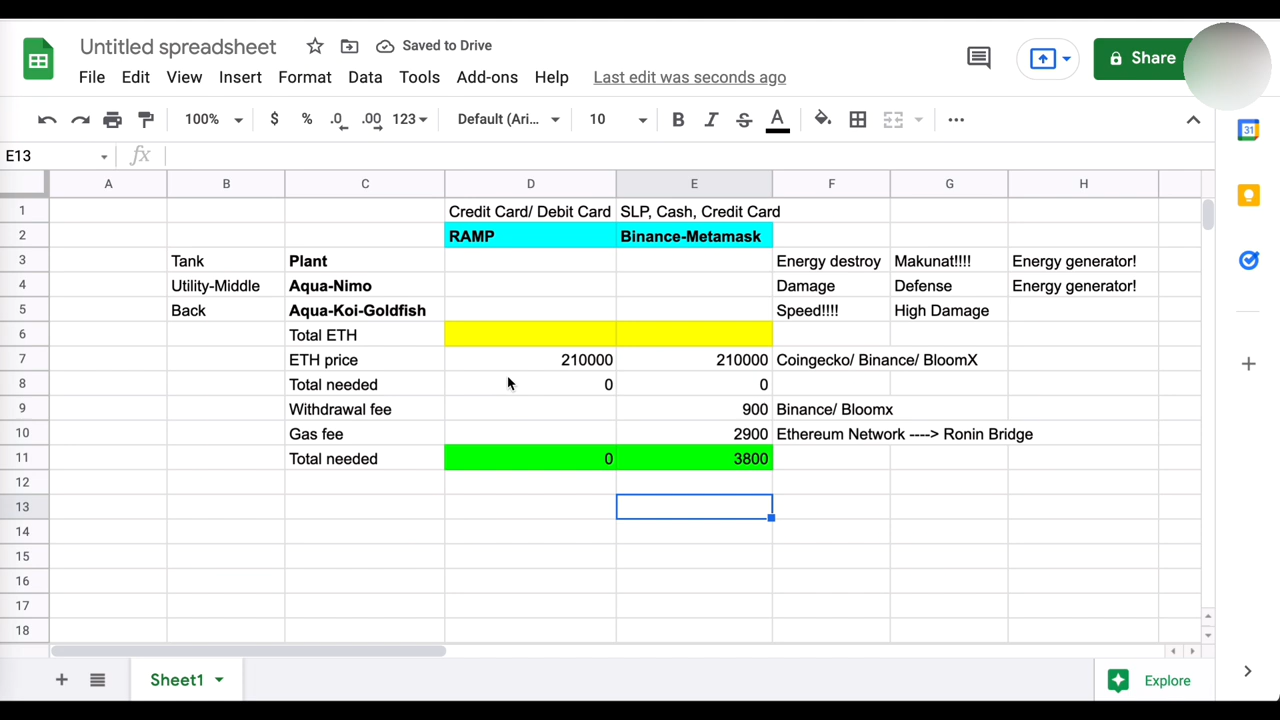 Untitled spreadsheet Saved to Drive
File Edit View Insert Format Data Tools Add-ons Help Last edit was seconds ago
Share
100% $ % .0 .00 123 Default (Ari... 10 B I S A ...
31
E13 fx
A B C D E F G H
1 Credit Card/ Debit Card SLP, Cash, Credit Card
2 RAMP Binance-Metamask
3 Tank Plant Energy destroy Makunat!!!! Energy generator!
4 Utility-Middle Aqua-Nimo Damage Defense Energy generator!
5 Back Aqua-Koi-Goldfish Speed!!!! High Damage
6 Total ETH
7 ETH price 210000 210000 Coingecko/ Binance/ BloomX
8 Total needed 0 0
9 Withdrawal fee 900 Binance/ Bloomx
10 Gas fee 2900 Ethereum Network ----> Ronin Bridge
11 Total needed 0 3800
12
13
14
15
16
17
18
Sheet1 Explore